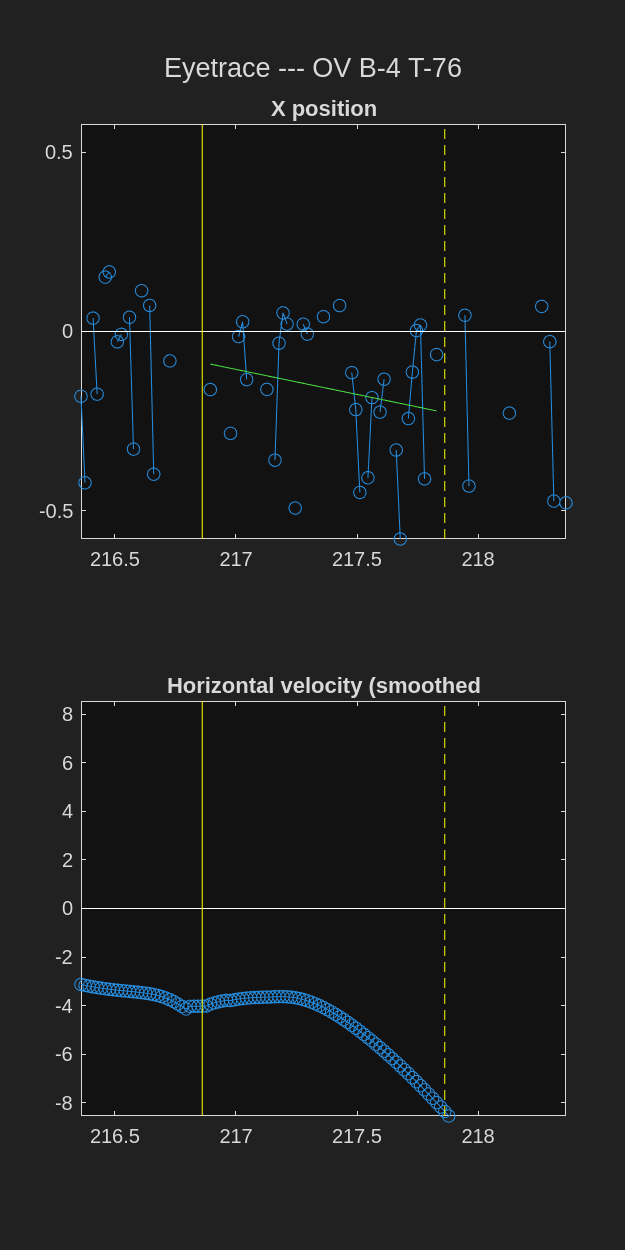 Eyetrace --- OV B-4 T-76
X position
0.5
0
-0.5
216.5 217 217.5 218
Horizontal velocity (smoothed
8
6
4
2
0
-2
-4
-6
-8
216.5 217 217.5 218